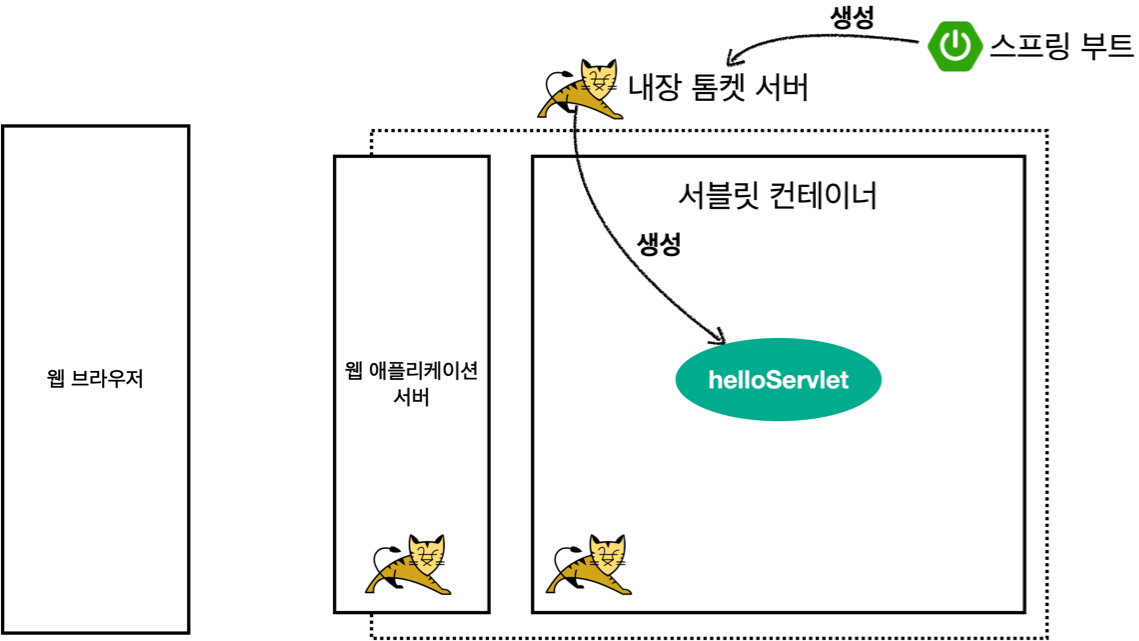 생성
스프링 부트
내장 톰켓 서버
서블릿 컨테이너
생성
웹 브라우저
웹 애플리케이션
서버
helloServlet